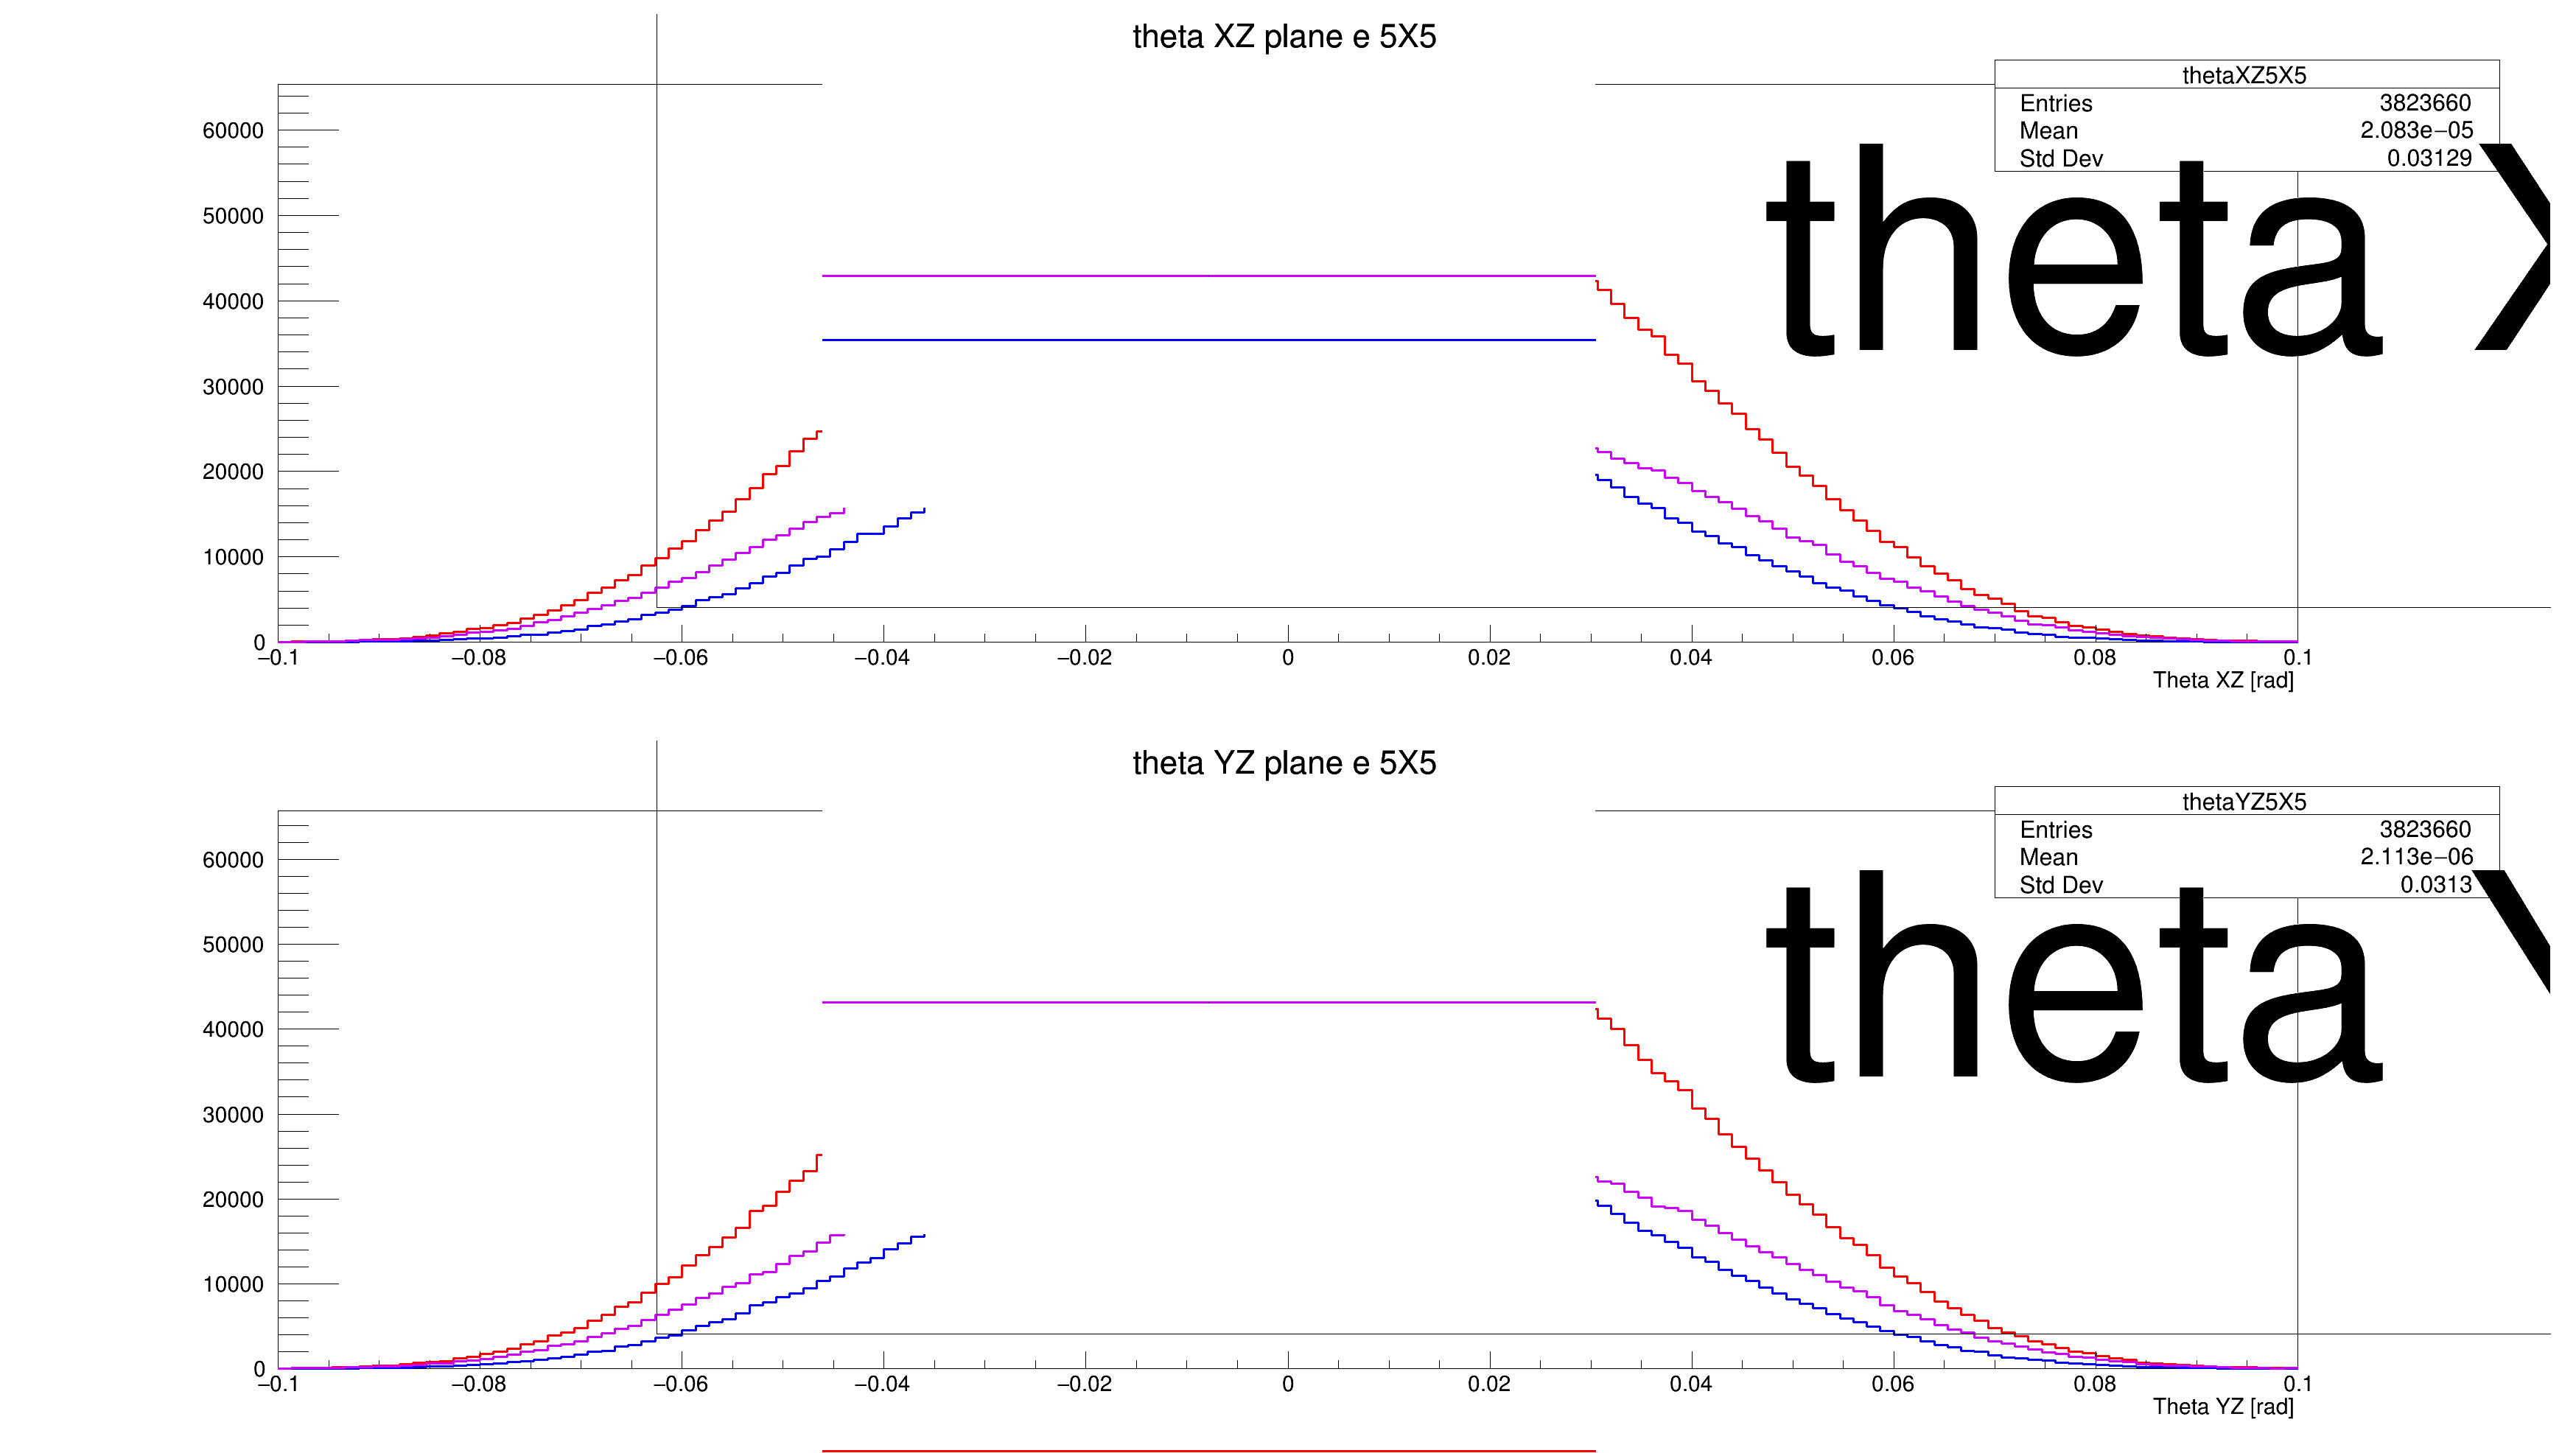 theta XZ plane e 5X5
thetaXZ5X5
Entries 3823660
Mean 2.083e−05
Std Dev 0.03129
theta X
60000
50000
40000
30000
20000
10000
0
−0.1 −0.08 −0.06 −0.04 −0.02 0 0.02 0.04 0.06 0.08 0.1
Theta XZ [rad]
theta YZ plane e 5X5
thetaYZ5X5
Entries 3823660
Mean 2.113e−06
Std Dev 0.0313
theta Y
60000
50000
40000
30000
20000
10000
0
−0.1 −0.08 −0.06 −0.04 −0.02 0 0.02 0.04 0.06 0.08 0.1
Theta YZ [rad]